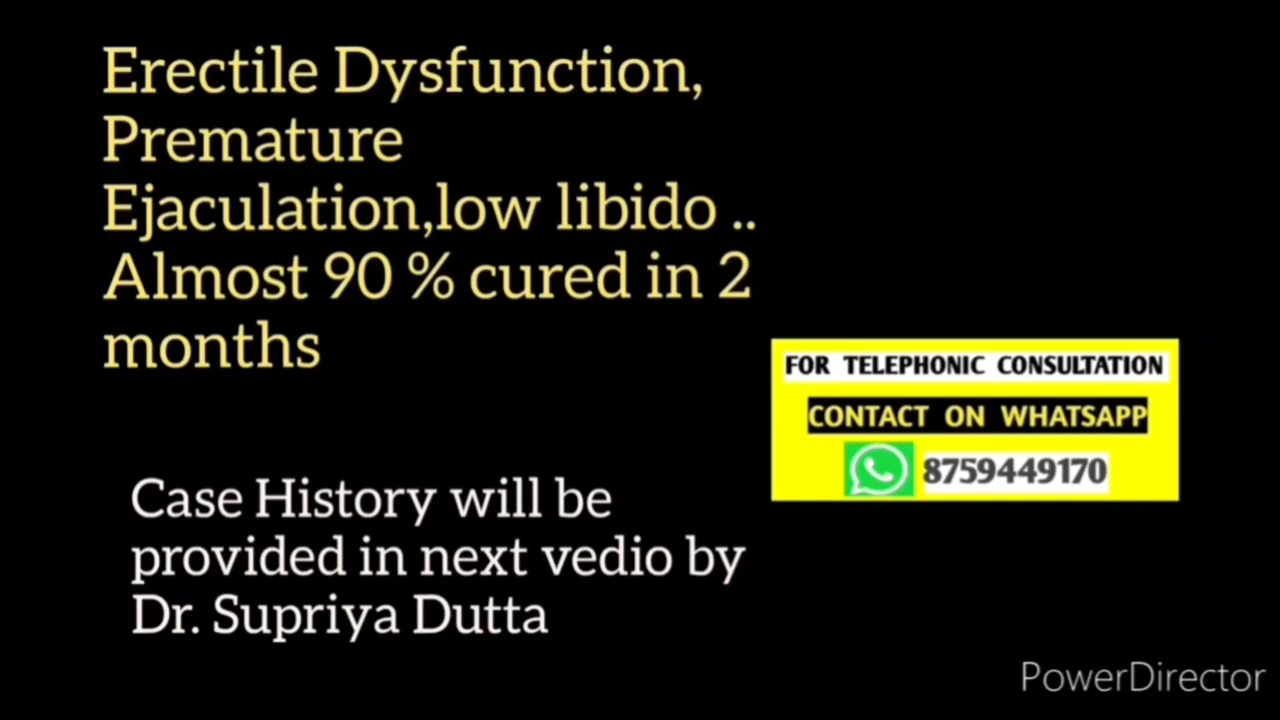 Erectile Dysfunction,
Premature
Ejaculation,low libido ..
Almost 90 % cured in 2
months
FOR TELEPHONIC CONSULTATION
CONTACT ON WHATSAPP
8759449170
Case History will be
provided in next vedio by
Dr. Supriya Dutta
PowerDirector